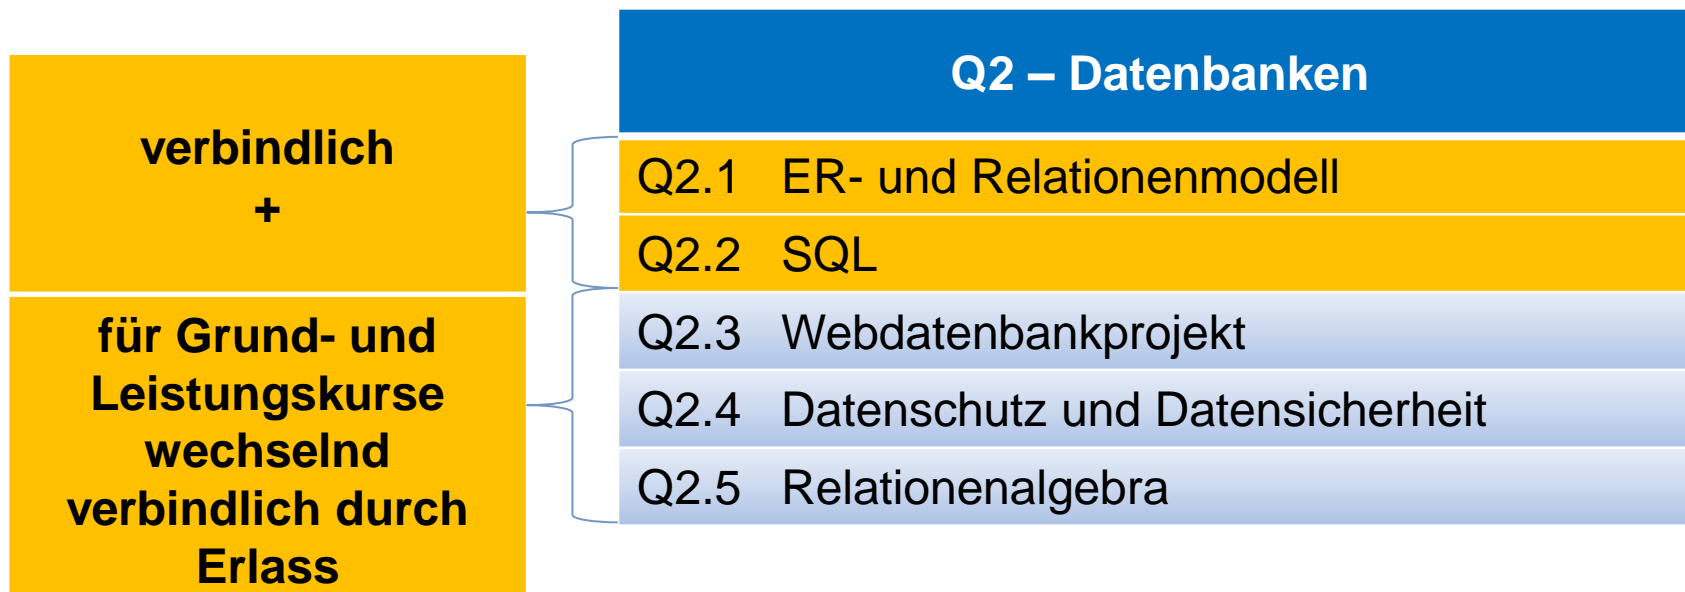 verbindlich
+
für Grund- und
Leistungskurse
wechselnd
verbindlich durch
Erlass
Q2 – Datenbanken
Q2.1 ER- und Relationenmodell
Q2.2 SQL
Q2.3 Webdatenbankprojekt
Q2.4 Datenschutz und Datensicherheit
Q2.5 Relationenalgebra